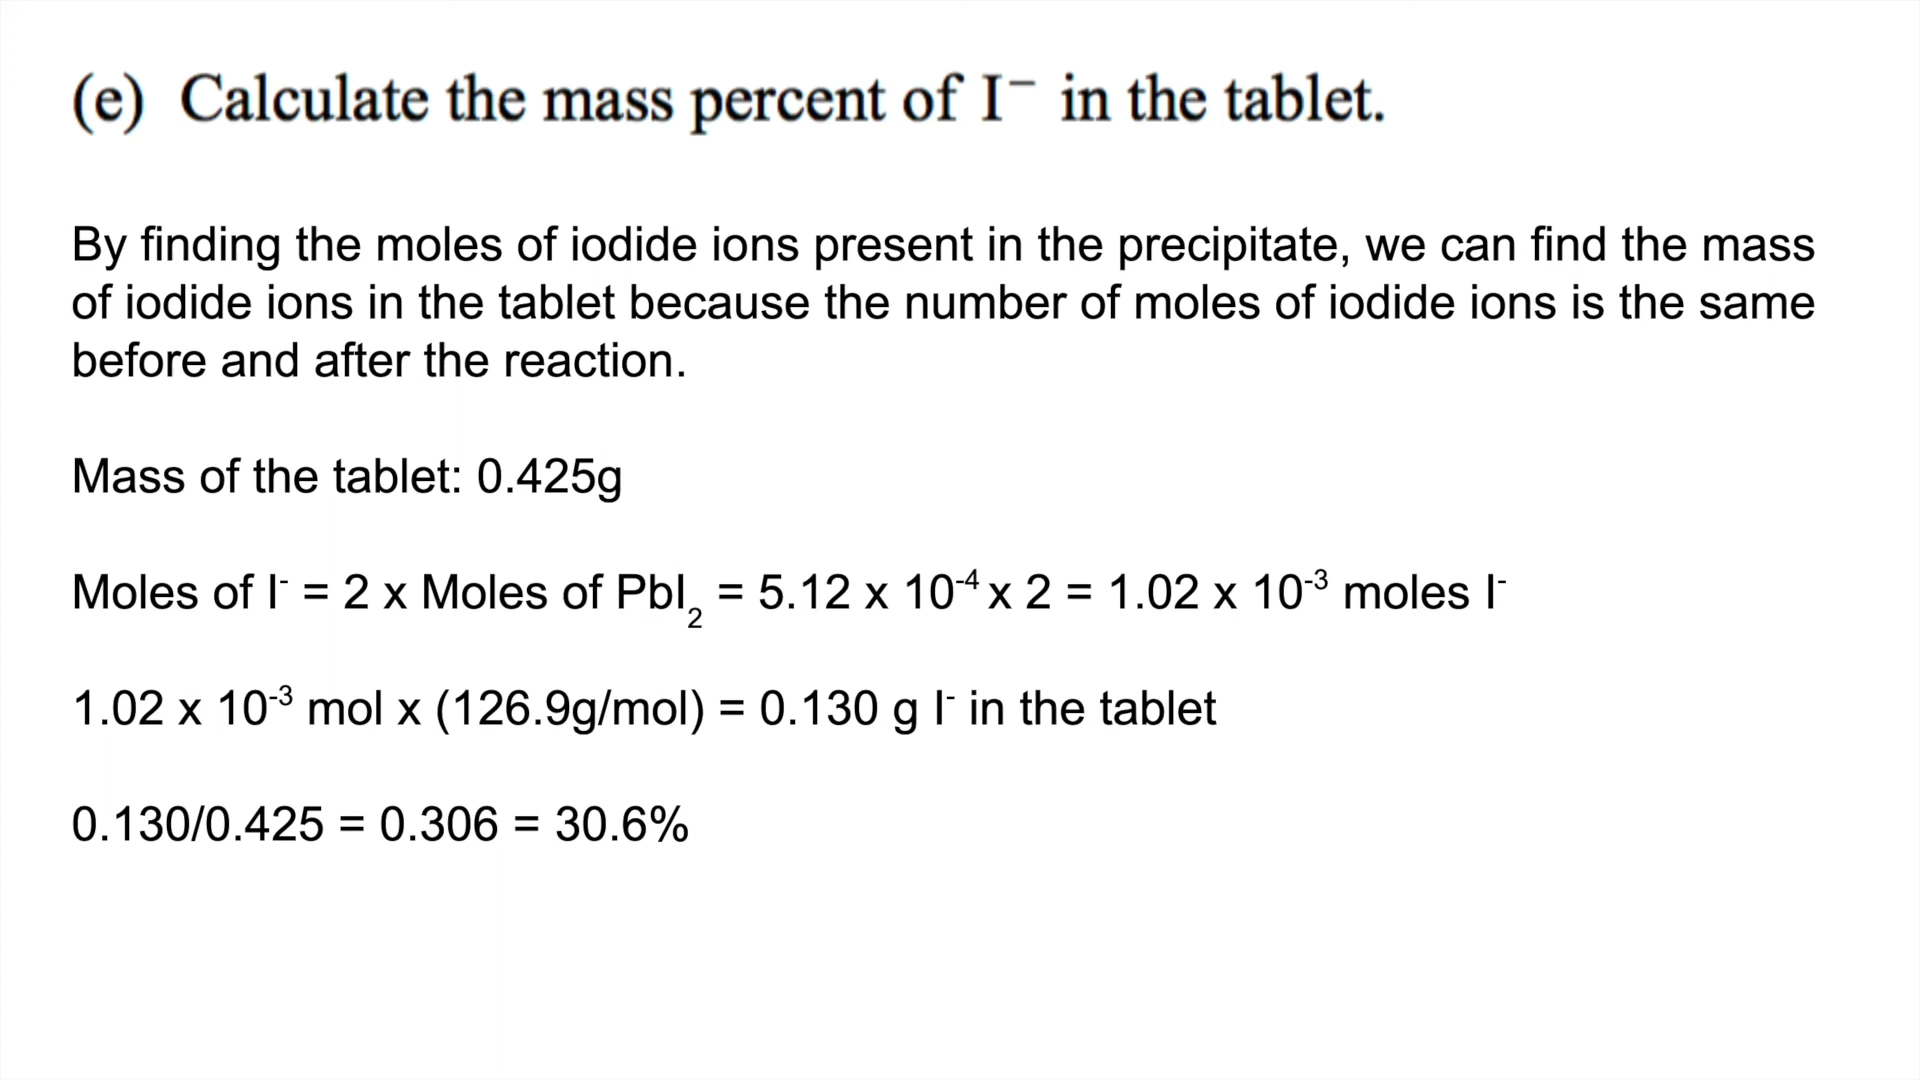 (e) Calculate the mass percent of I⁻ in the tablet.
By finding the moles of iodide ions present in the precipitate, we can find the mass
of iodide ions in the tablet because the number of moles of iodide ions is the same
before and after the reaction.
Mass of the tablet: 0.425g
Moles of I⁻ = 2 x Moles of PbI₂ = 5.12 x 10⁻⁴ x 2 = 1.02 x 10⁻³ moles I⁻
1.02 x 10⁻³ mol x (126.9g/mol) = 0.130 g I⁻ in the tablet
0.130/0.425 = 0.306 = 30.6%